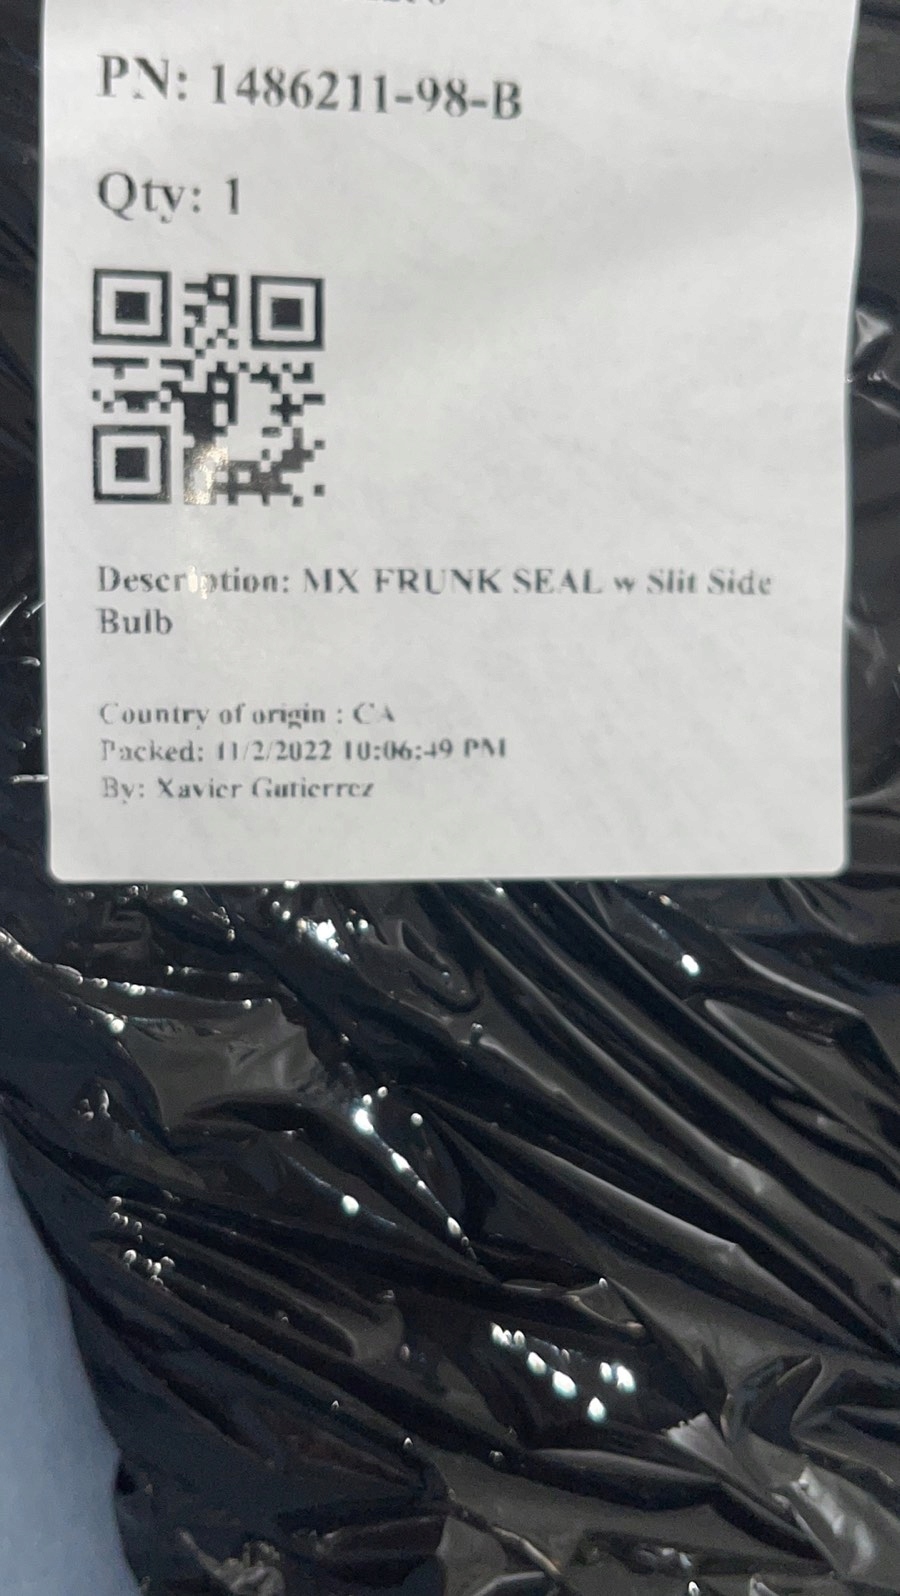 PN: 1486211-98-B
Qty: 1
Description: MX FRUNK SEAL w Slit Side
Bulb
Country of origin : CA
Packed: 11/2/2022 10:06:49 PM
By: Xavier Gutierrez